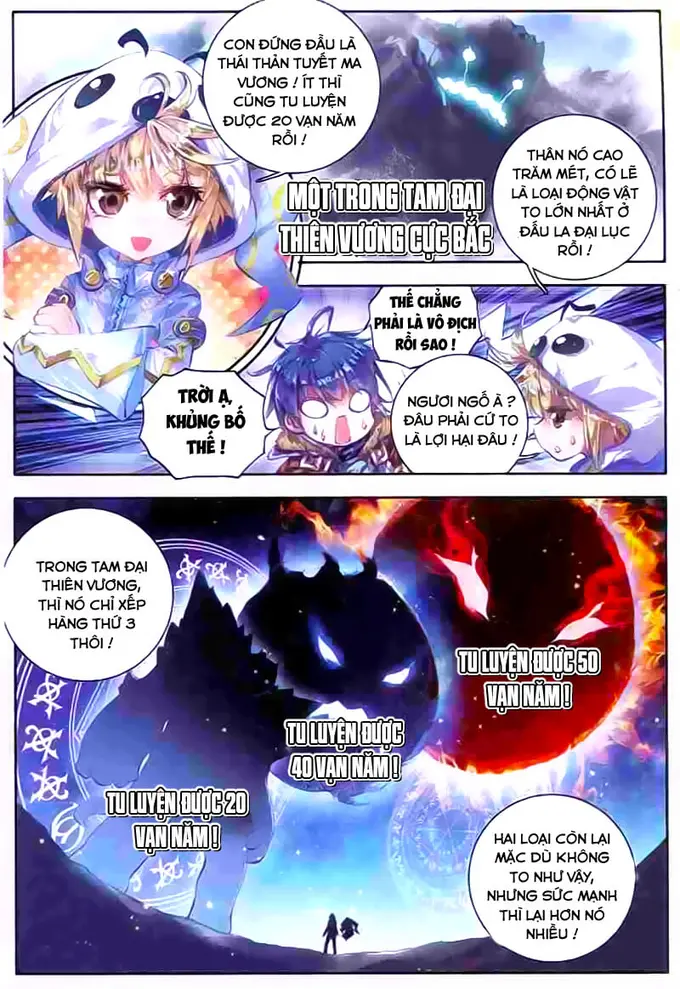 CON ĐỨNG ĐẦU LÀ
THÁI THẢN TUYẾT MA
VƯƠNG ! ÍT THÌ
CŨNG TU LUYỆN
ĐƯỢC 20 VẠN NĂM
RỒI !
THÂN NÓ CAO
TRĂM MÉT, CÓ LẼ
LÀ LOẠI ĐỘNG VẬT
TO LỚN NHẤT Ở
ĐẤU LA ĐẠI LỤC
RỒI !
MỘT TRONG TAM ĐẠI
THIÊN VƯƠNG CỰC BẮC
THẾ CHẲNG
PHẢI LÀ VÔ ĐỊCH
RỒI SAO !
TRỜI Ạ,
KHỦNG BỐ
THẾ !
NGƯƠI NGỐ À ?
ĐÂU PHẢI CỨ TO
LÀ LỢI HẠI ĐÂU !
TRONG TAM ĐẠI
THIÊN VƯƠNG,
THÌ NÓ CHỈ XẾP
HÀNG THỨ 3
THÔI !
TU LUYỆN ĐƯỢC 50
VẠN NĂM !
TU LUYỆN ĐƯỢC
40 VẠN NĂM !
TU LUYỆN ĐƯỢC 20
VẠN NĂM !
HAI LOẠI CÒN LẠI
MẶC DÙ KHÔNG
TO NHƯ VẬY,
NHƯNG SỨC MẠNH
THÌ LẠI HƠN NÓ
NHIỀU !